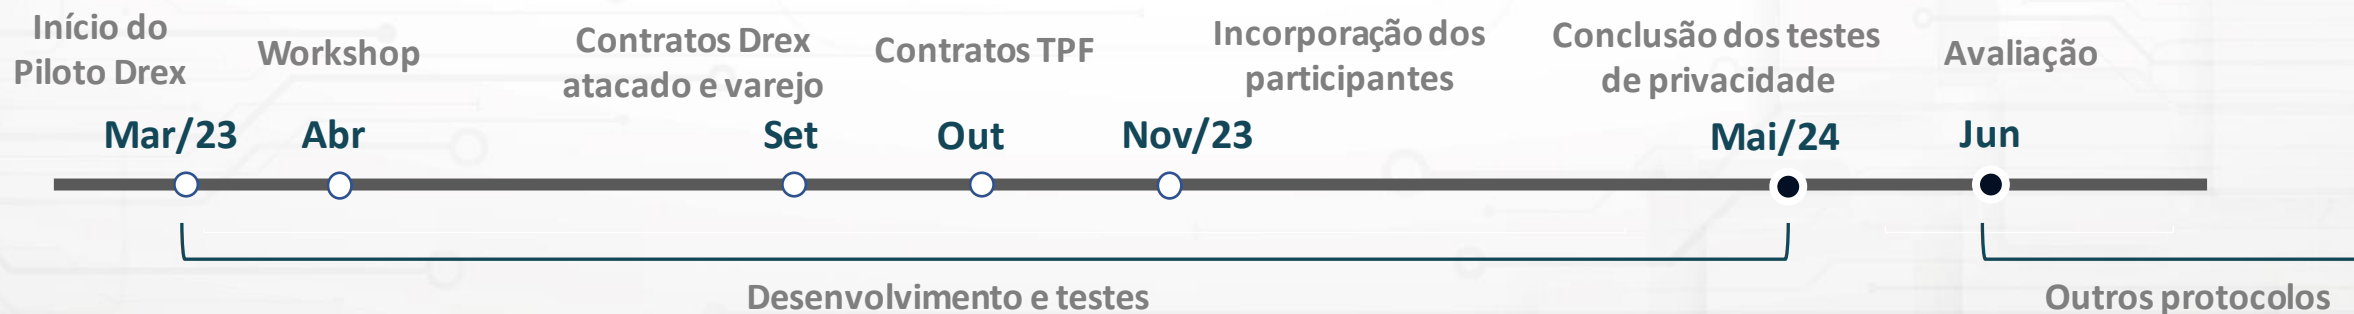 Início do
Piloto Drex
Workshop
Contratos Drex
atacado e varejo
Contratos TPF
Incorporação dos
participantes
Conclusão dos testes
de privacidade
Avaliação
Mar/23
Abr
Set
Out
Nov/23
Mai/24
Jun
Desenvolvimento e testes
Outros protocolos